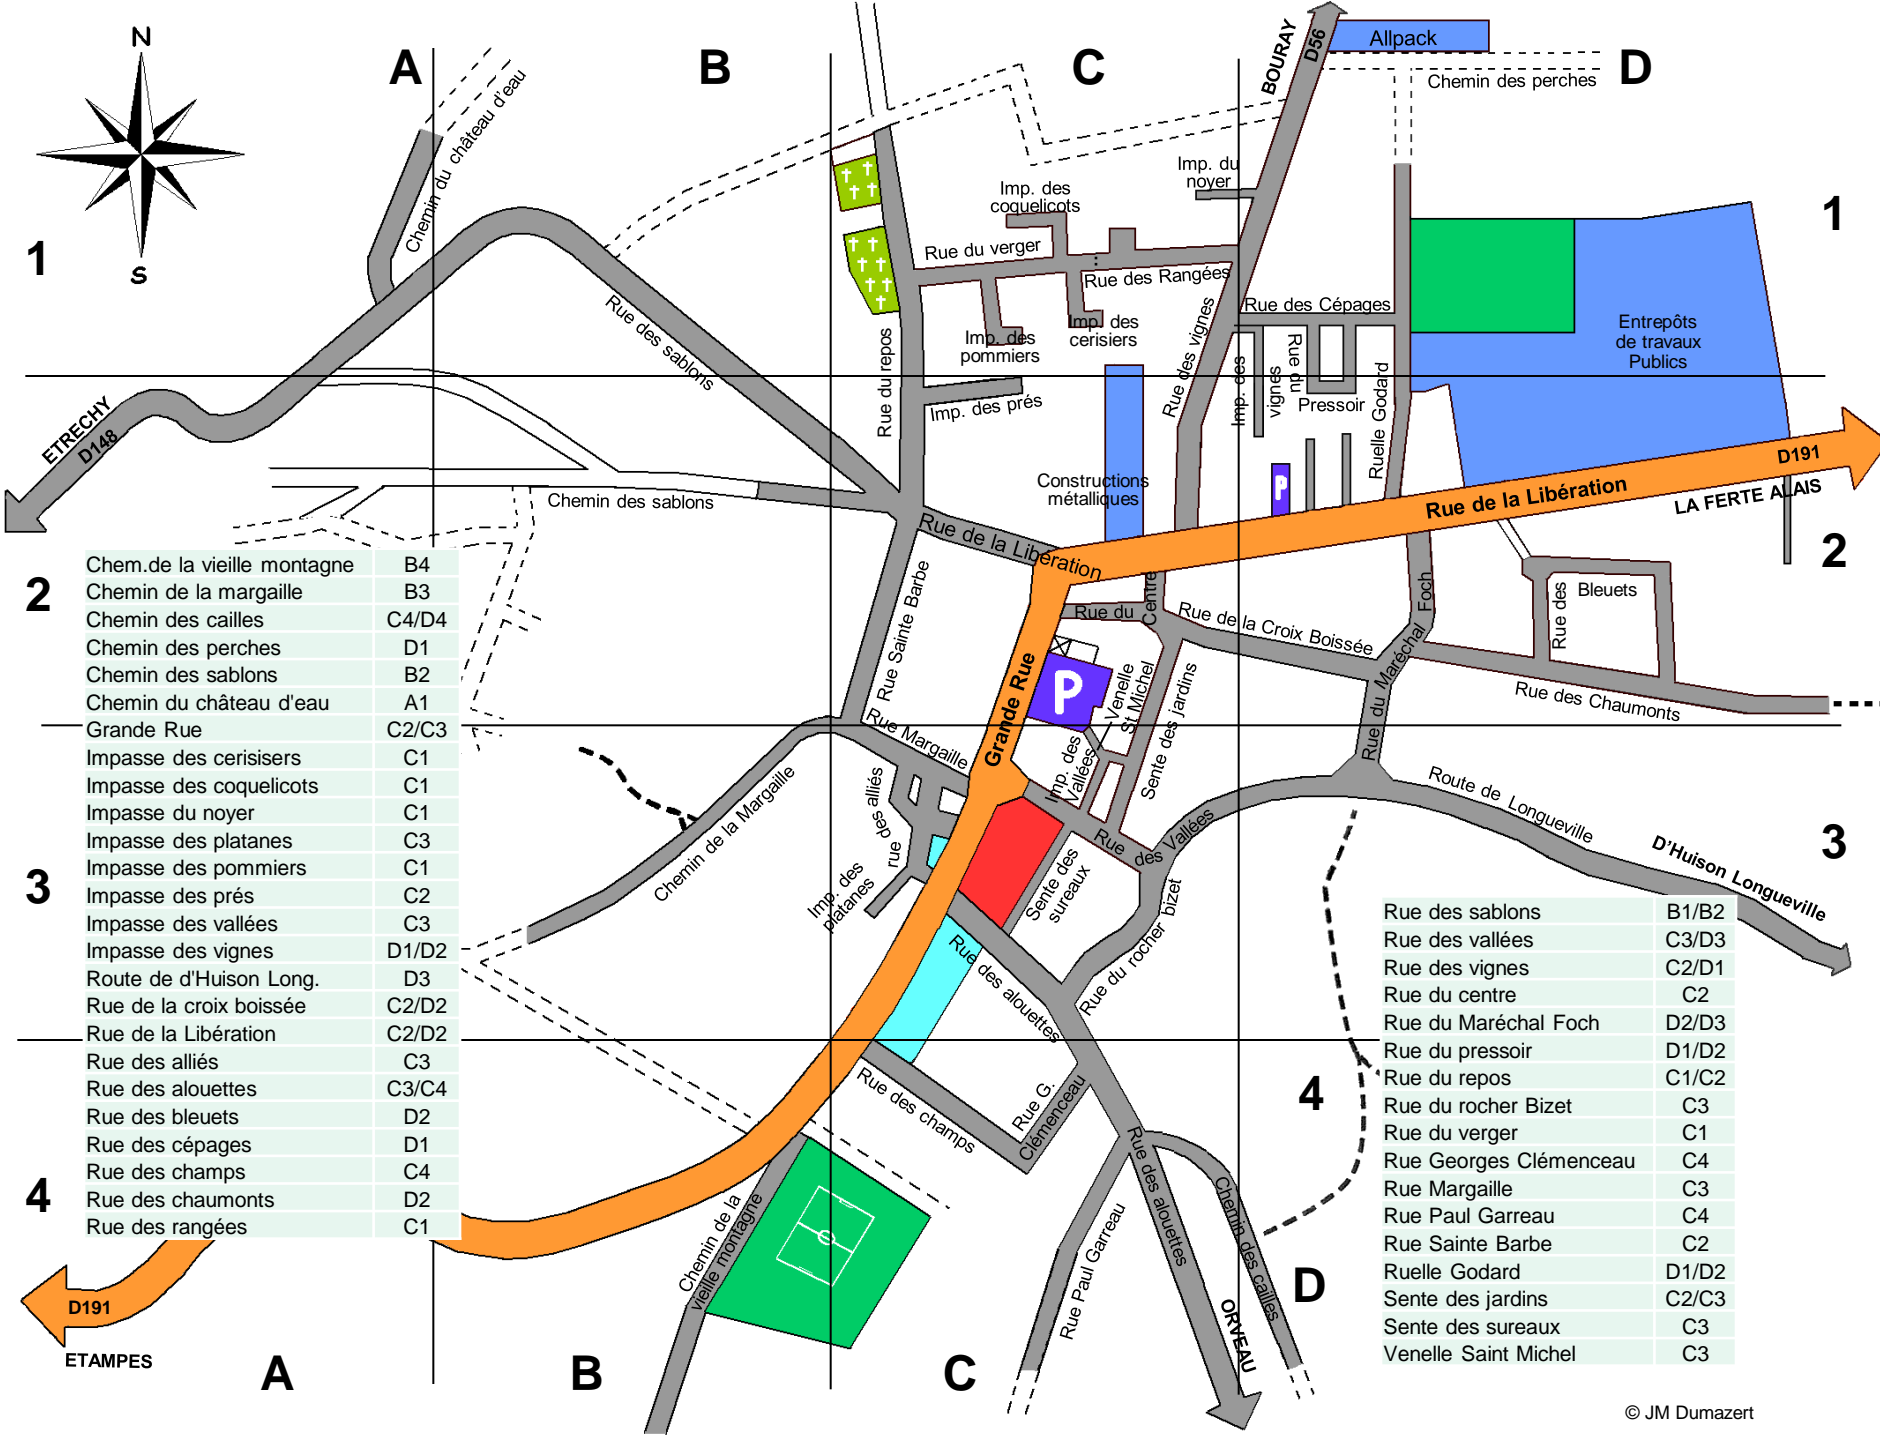 N
S
A
B
C
D
1
1
2
2
3
3
4
4
A
B
C
D
BOURAY
D56
Allpack
Chemin des perches
Chemin du château d'eau
Imp. du
noyer
Imp. des
coquelicots
Rue du verger
Rue des Rangées
Rue des Cépages
Imp. des
pommiers
Imp. des
cerisiers
Rue des sablons
Rue du repos
Imp. des prés
Rue des vignes
Imp. des
vignes
Rue du
Pressoir
Ruelle Godard
Entrepôts
de travaux
Publics
ETRECHY
D148
Chemin des sablons
Constructions
métalliques
P
D191
LA FERTE ALAIS
Rue de la Libération
Rue de la Libération
Rue Sainte Barbe
Rue du
Centre
Rue de la Croix Boissée
Rue du Maréchal Foch
Rue des
Bleuets
Rue des Chaumonts
Grande Rue
P
Venelle
St Michel
Sente des jardins
Rue Margaille
Imp. des
Vallées
Chemin de la Margaille
rue des alliés
Imp. des
platanes
Rue des Vallées
Sente des
sureaux
Rue du rocher bizet
Route de Longueville
D'Huison Longueville
Rue des alouettes
Rue des champs
Rue G.
Clémenceau
Chemin de la
vieille montagne
Rue Paul Garreau
Rue des alouettes
Chemin des cailles
ORVEAU
D191
ETAMPES
Chem.de la vieille montagne B4
Chemin de la margaille B3
Chemin des cailles C4/D4
Chemin des perches D1
Chemin des sablons B2
Chemin du château d'eau A1
Grande Rue C2/C3
Impasse des cerisisers C1
Impasse des coquelicots C1
Impasse du noyer C1
Impasse des platanes C3
Impasse des pommiers C1
Impasse des prés C2
Impasse des vallées C3
Impasse des vignes D1/D2
Route de d'Huison Long. D3
Rue de la croix boissée C2/D2
Rue de la Libération C2/D2
Rue des alliés C3
Rue des alouettes C3/C4
Rue des bleuets D2
Rue des cépages D1
Rue des champs C4
Rue des chaumonts D2
Rue des rangées C1
Rue des sablons B1/B2
Rue des vallées C3/D3
Rue des vignes C2/D1
Rue du centre C2
Rue du Maréchal Foch D2/D3
Rue du pressoir D1/D2
Rue du repos C1/C2
Rue du rocher Bizet C3
Rue du verger C1
Rue Georges Clémenceau C4
Rue Margaille C3
Rue Paul Garreau C4
Rue Sainte Barbe C2
Ruelle Godard D1/D2
Sente des jardins C2/C3
Sente des sureaux C3
Venelle Saint Michel C3
© JM Dumazert